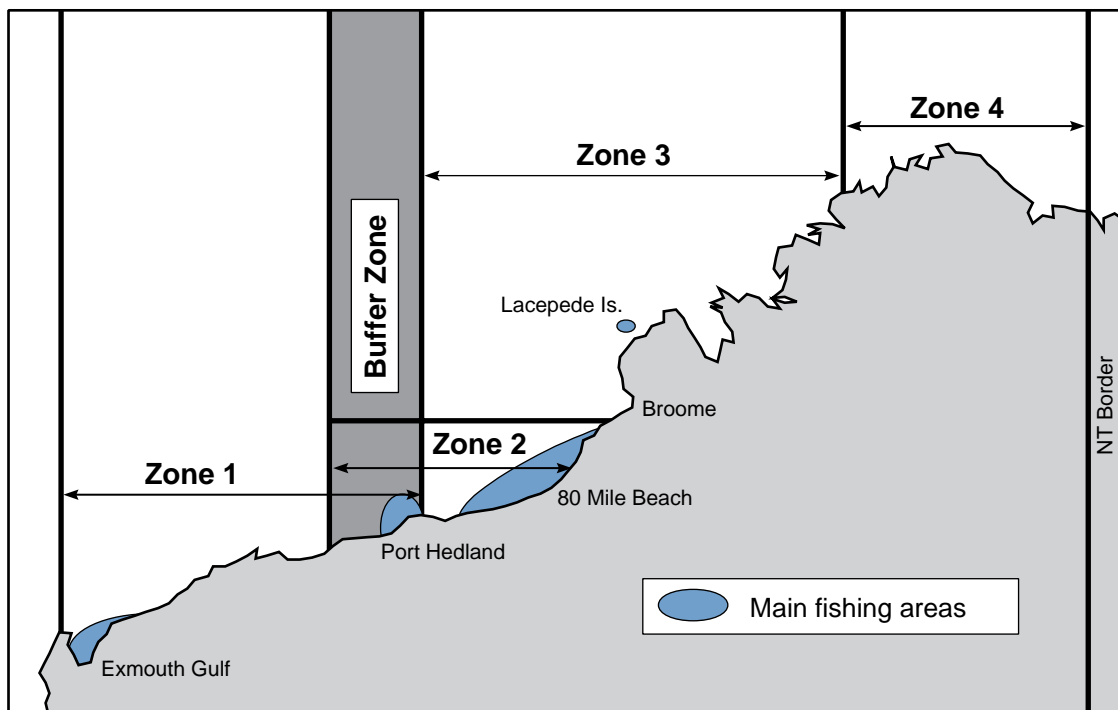 Zone 4
Zone 3
Buffer Zone
Lacepede Is.
NT Border
Broome
Zone 2
Zone 1
80 Mile Beach
Port Hedland
Main fishing areas
Exmouth Gulf